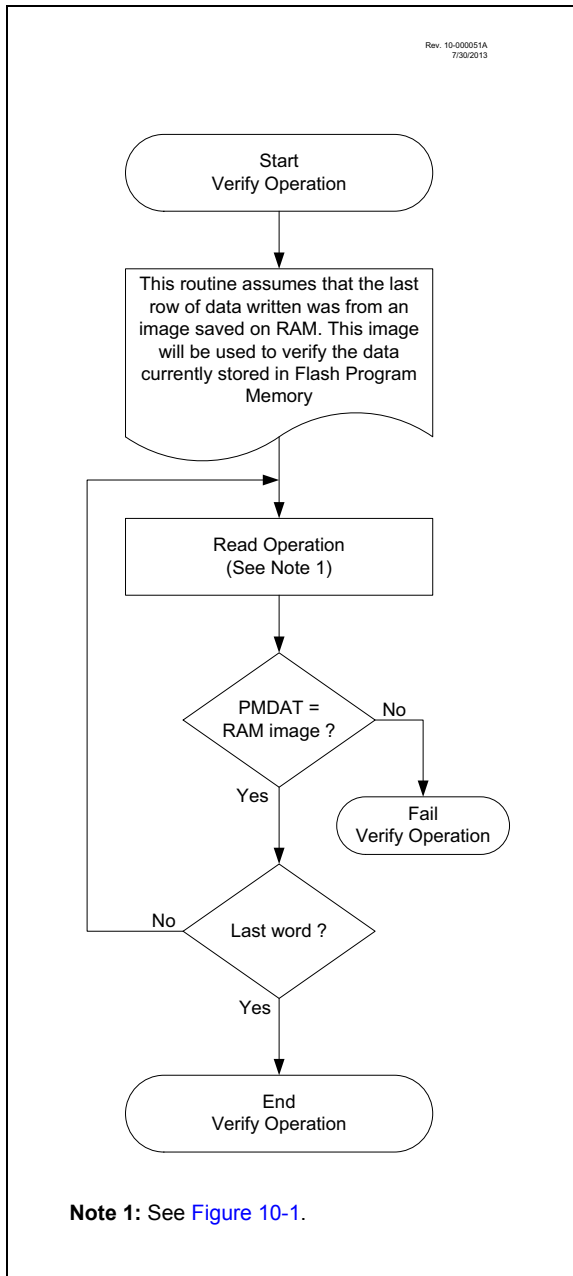 Rev. 10-000051A
7/30/2013
Start
Verify Operation
This routine assumes that the last
row of data written was from an
image saved on RAM. This image
will be used to verify the data
currently stored in Flash Program
Memory
Read Operation
(See Note 1)
PMDAT =
RAM image ?
No
Yes
Fail
Verify Operation
No
Last word ?
Yes
End
Verify Operation
Note 1: See Figure 10-1.